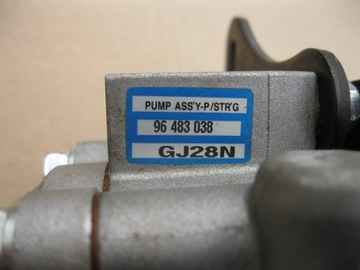 PUMP ASS'Y-P/STR'G
96 483 038
GJ28N